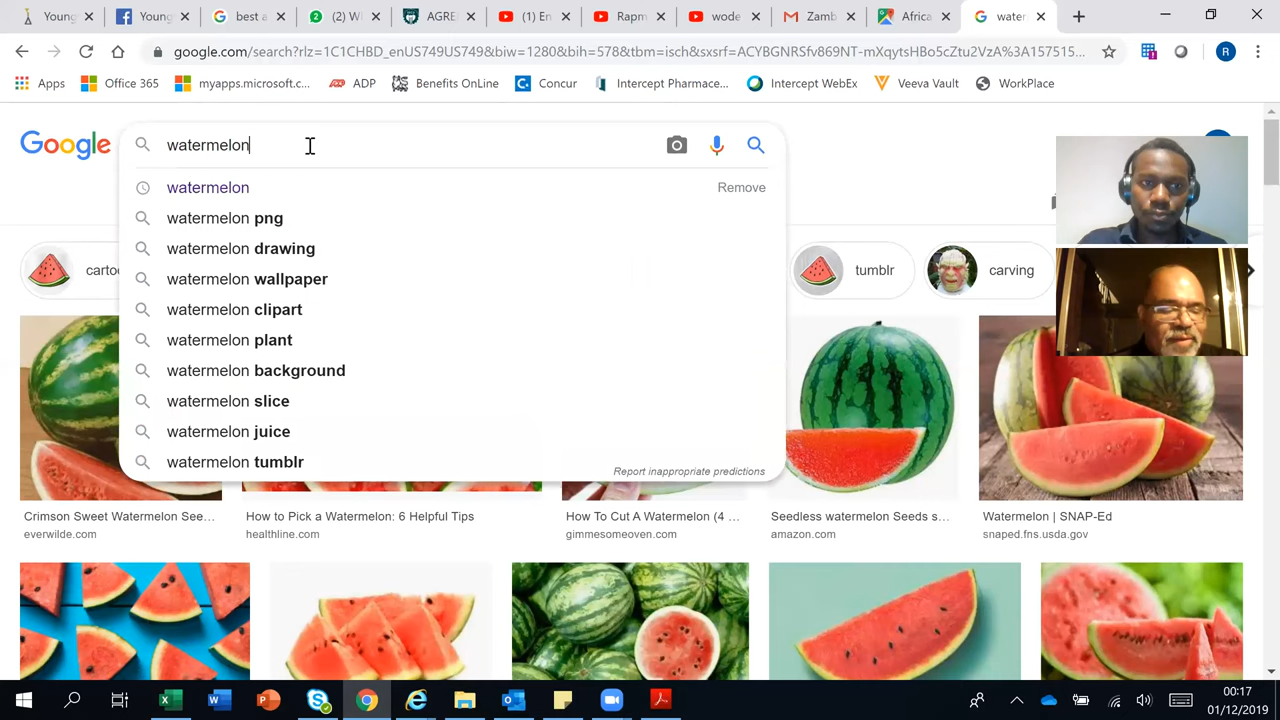 Young
Young
best a
(2) W
AGRE
(1) En
Rapm
wode
Zamb
Africa
water
google.com/search?rlz=1C1CHBD_enUS749US749&biw=1280&bih=578&tbm=isch&sxsrf=ACYBGNRSfv869NT-mXqytsHBo5cZtu2VzA%3A157515...
R
Apps
Office 365
myapps.microsoft.c...
ADP
Benefits OnLine
Concur
Intercept Pharmace...
Intercept WebEx
Veeva Vault
WorkPlace
Google
watermelon
watermelon
Remove
watermelon png
watermelon drawing
watermelon wallpaper
watermelon clipart
watermelon plant
watermelon background
watermelon slice
watermelon juice
watermelon tumblr
Report inappropriate predictions
carto
tumblr
carving
Crimson Sweet Watermelon See...
everwilde.com
How to Pick a Watermelon: 6 Helpful Tips
healthline.com
How To Cut A Watermelon (4 ...
gimmesomeoven.com
Seedless watermelon Seeds s...
amazon.com
Watermelon | SNAP-Ed
snaped.fns.usda.gov
00:17
01/12/2019